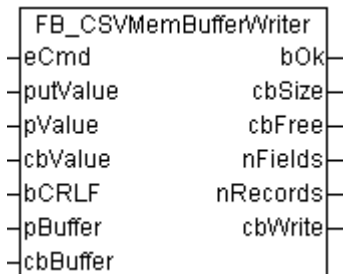 FB_CSVMemBufferWriter
eCmd bOk
putValue cbSize
pValue cbFree
cbValue nFields
bCRLF nRecords
pBuffer cbWrite
cbBuffer